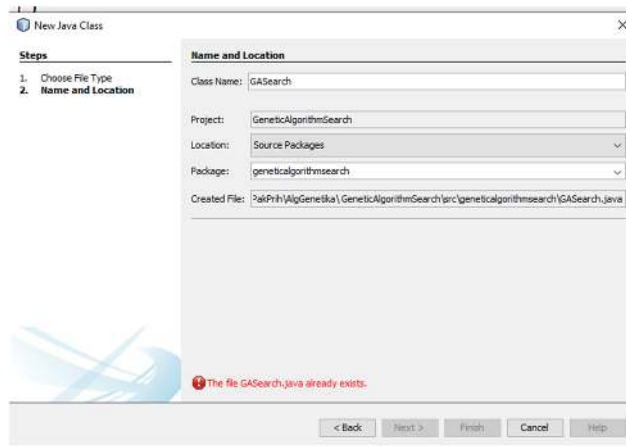 New Java Class
Steps
1. Choose File Type
2. Name and Location
Name and Location
Class Name: GASearch
Project: GeneticAlgorithmSearch
Location: Source Packages
Package: geneticalgorithmsearch
Created File: PakPrih\AlgGenetika\GeneticAlgorithmSearch\src\geneticalgorithmsearch\GASearch.java
The file GASearch.java already exists.
< Back Next > Finish Cancel Help